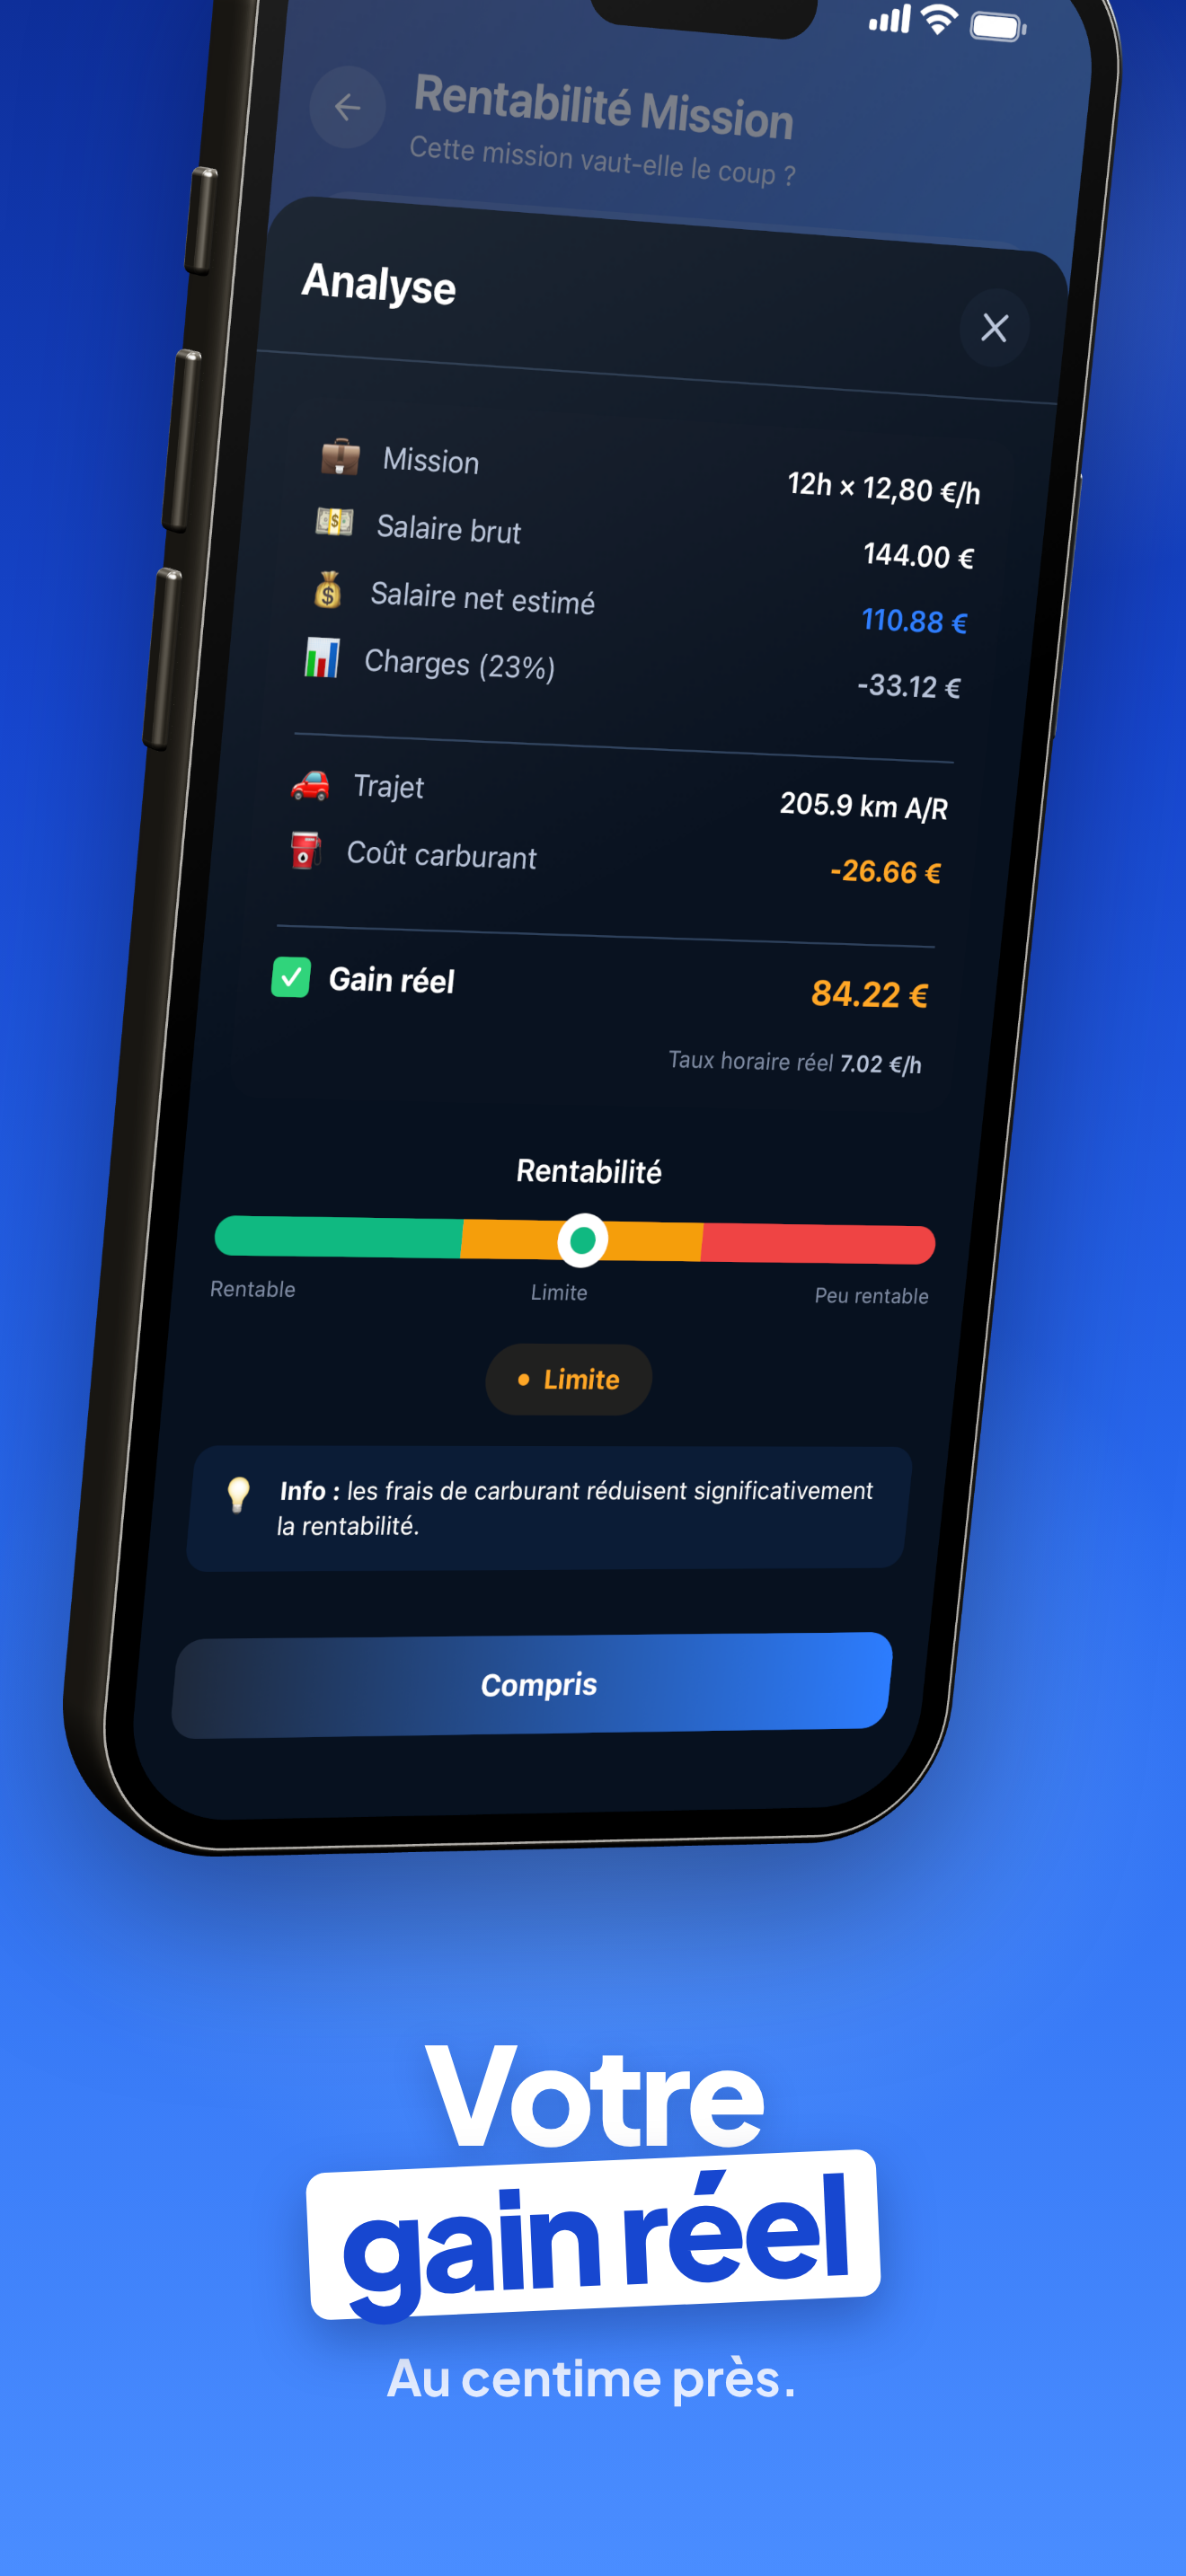 Rentabilité Mission
Cette mission vaut-elle le coup ?
Analyse
Mission 12h × 12,80 €/h
Salaire brut 144.00 €
Salaire net estimé 110.88 €
Charges (23%) -33.12 €
Trajet 205.9 km A/R
Coût carburant -26.66 €
Gain réel 84.22 €
Taux horaire réel 7.02 €/h
Rentabilité
Rentable Limite Peu rentable
Limite
Info : les frais de carburant réduisent significativement
la rentabilité.
Compris
Votre
gain réel
Au centime près.